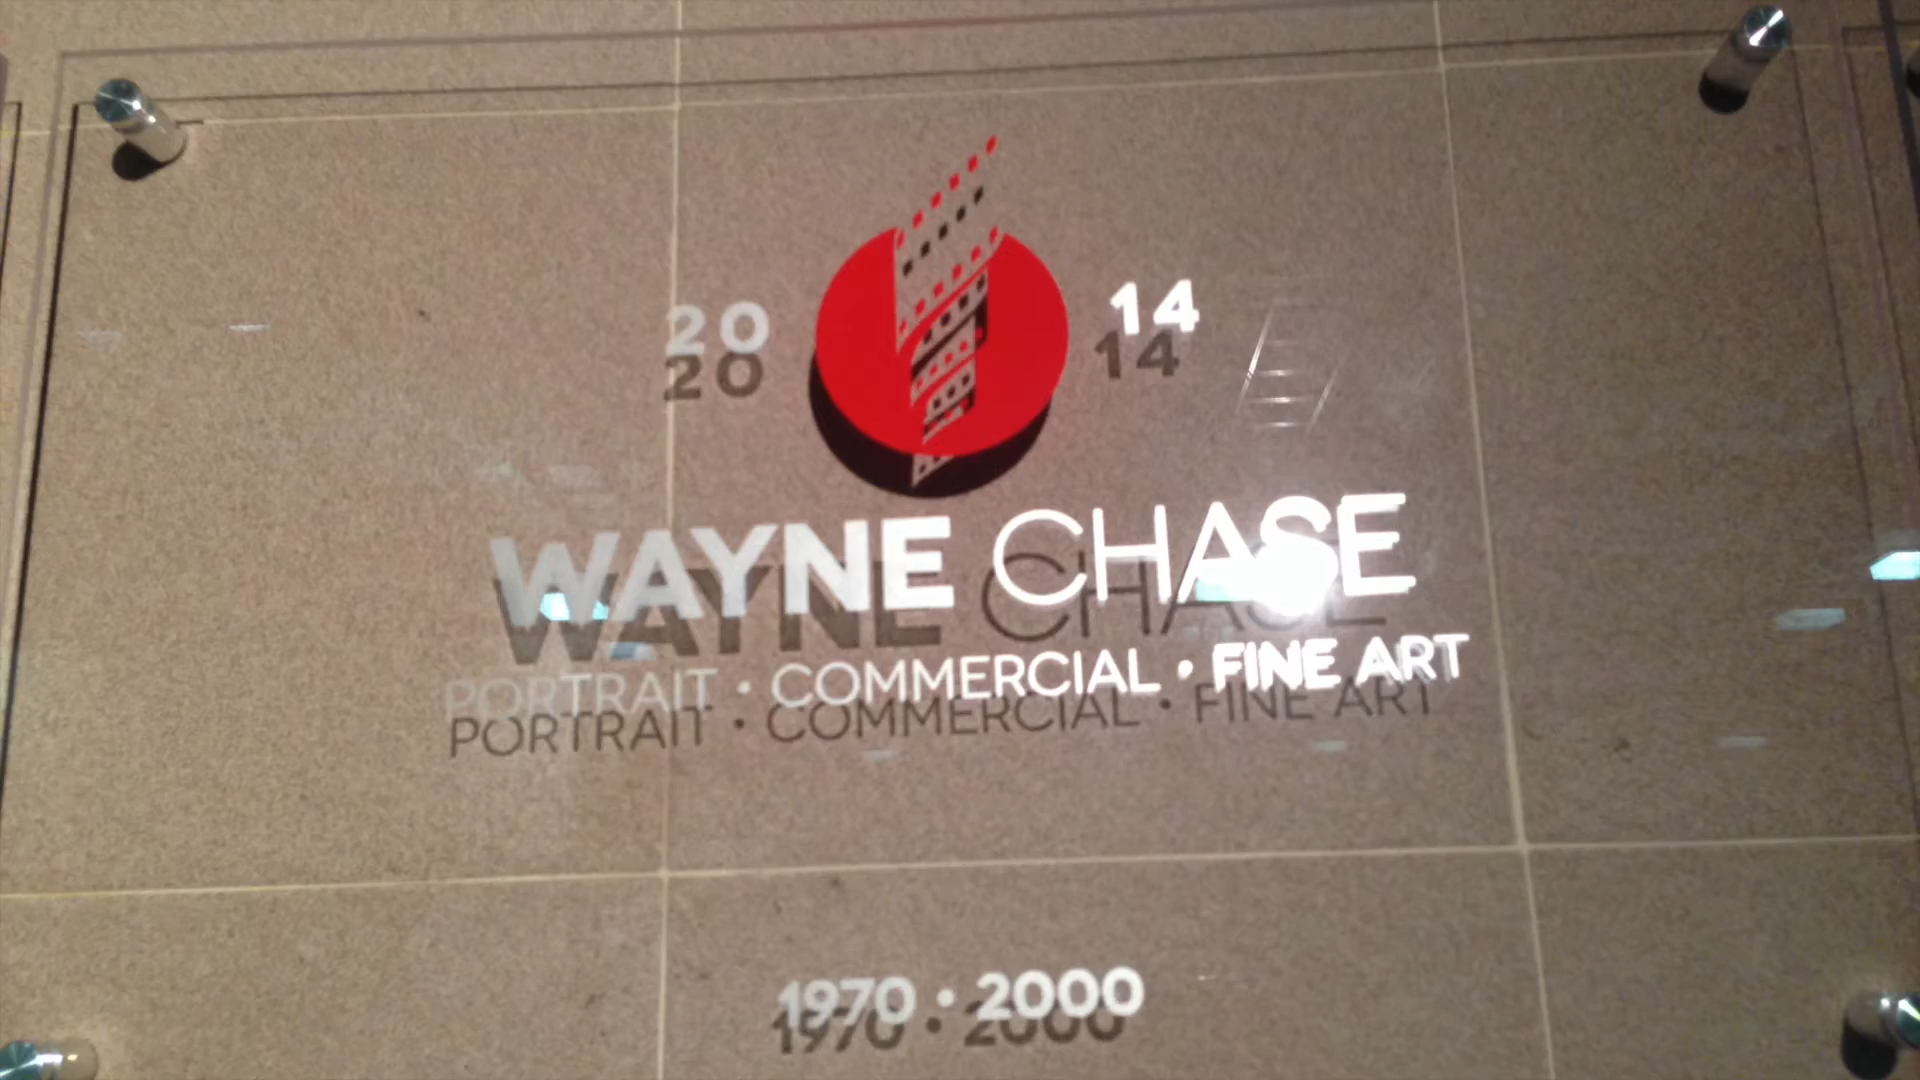 20 14
WAYNE CHASE
PORTRAIT • COMMERCIAL • FINE ART
1970 • 2000